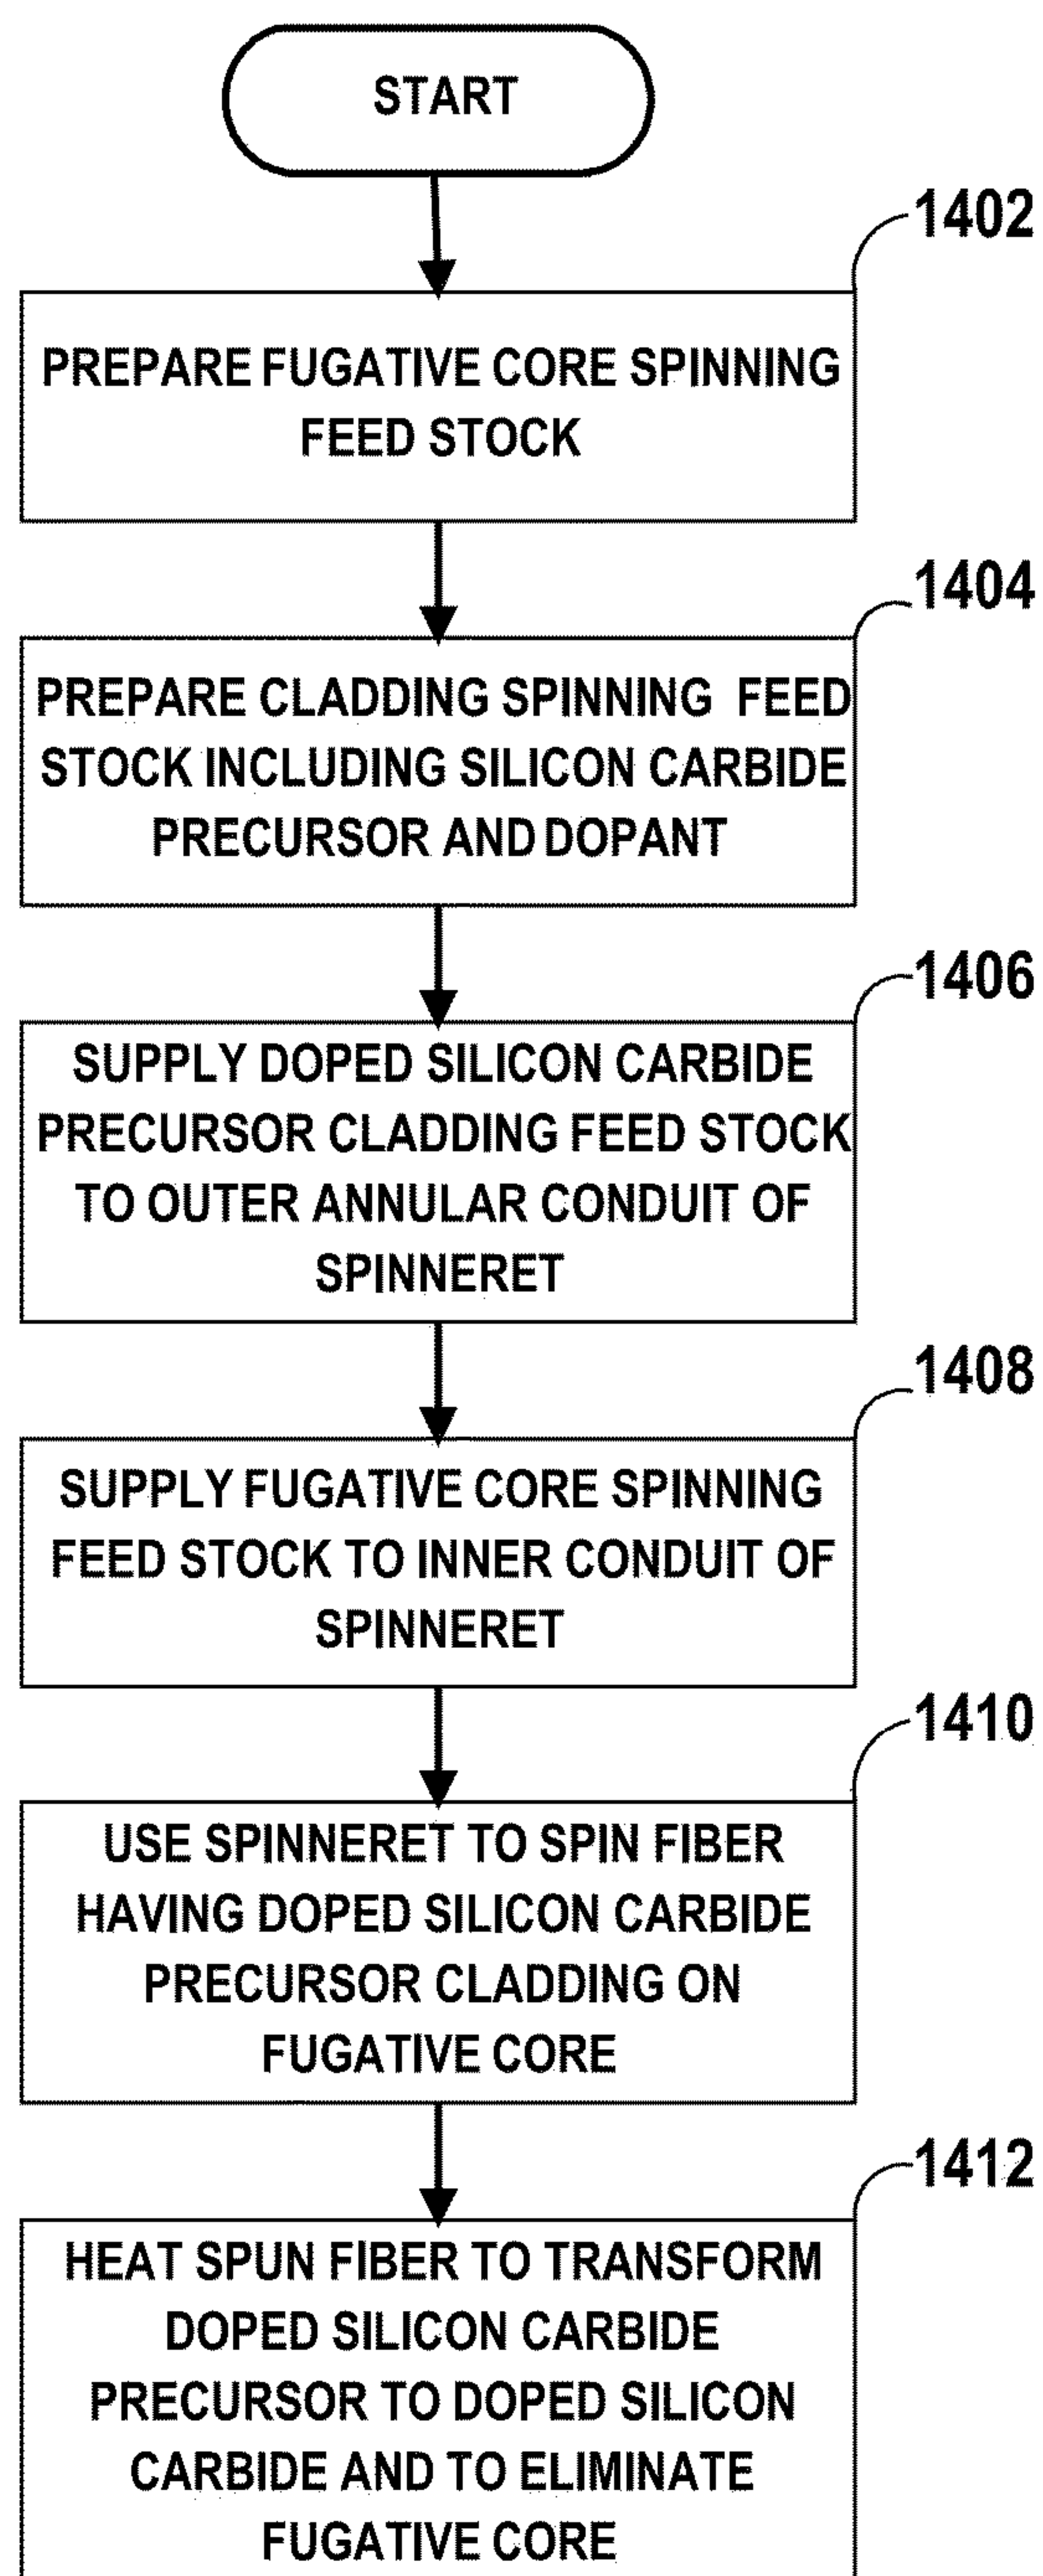 START
1402
PREPARE FUGATIVE CORE SPINNING
FEED STOCK
1404
PREPARE CLADDING SPINNING FEED
STOCK INCLUDING SILICON CARBIDE
PRECURSOR AND DOPANT
1406
SUPPLY DOPED SILICON CARBIDE
PRECURSOR CLADDING FEED STOCK
TO OUTER ANNULAR CONDUIT OF
SPINNERET
1408
SUPPLY FUGATIVE CORE SPINNING
FEED STOCK TO INNER CONDUIT OF
SPINNERET
1410
USE SPINNERET TO SPIN FIBER
HAVING DOPED SILICON CARBIDE
PRECURSOR CLADDING ON
FUGATIVE CORE
1412
HEAT SPUN FIBER TO TRANSFORM
DOPED SILICON CARBIDE
PRECURSOR TO DOPED SILICON
CARBIDE AND TO ELIMINATE
FUGATIVE CORE